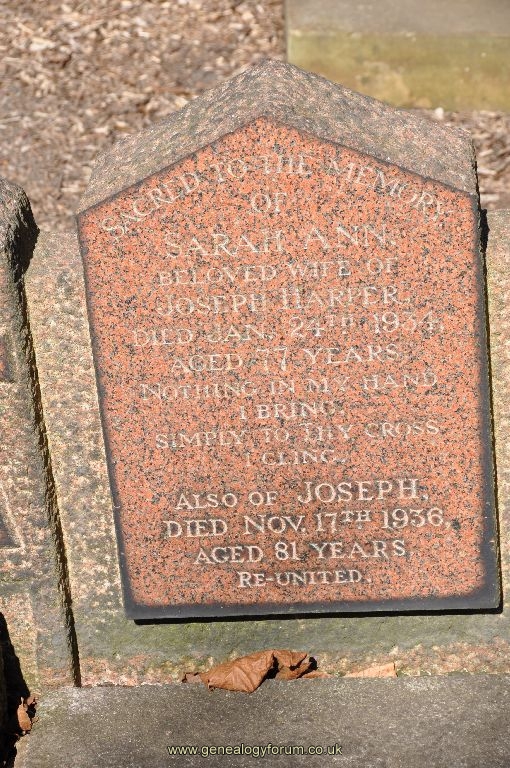 SACRED TO THE MEMORY
OF
SARAH ANN,
BELOVED WIFE OF
JOSEPH HARPER,
DIED JAN. 24TH 1934,
AGED 77 YEARS.
NOTHING IN MY HAND
I BRING,
SIMPLY TO THY CROSS
I CLING.
ALSO OF JOSEPH,
DIED NOV. 17TH 1936,
AGED 81 YEARS.
RE-UNITED.
www.genealogyforum.co.uk